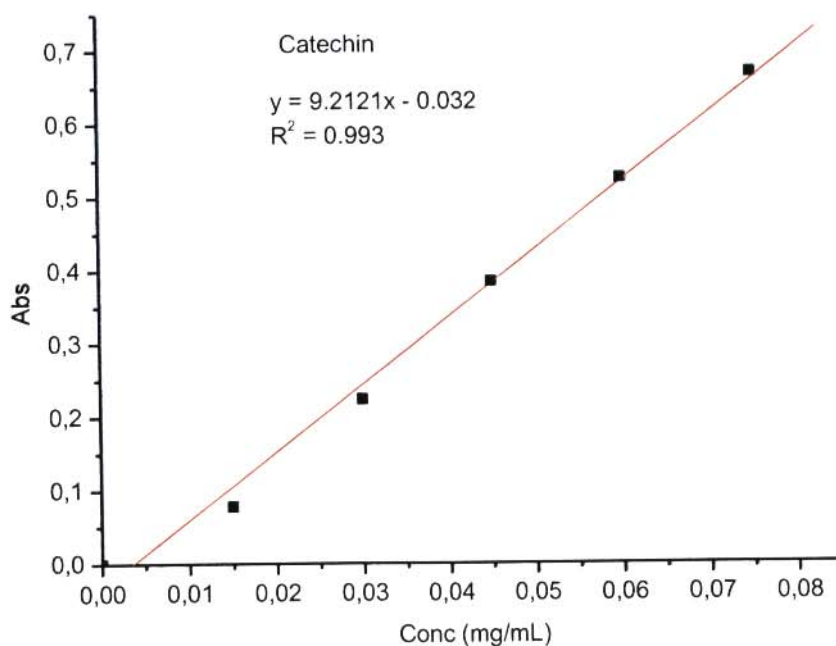 Catechin
y = 9.2121x - 0.032
R² = 0.993
0,7
0,6
0,5
0,4
0,3
0,2
0,1
0,0
Abs
0,00 0,01 0,02 0,03 0,04 0,05 0,06 0,07 0,08
Conc (mg/mL)